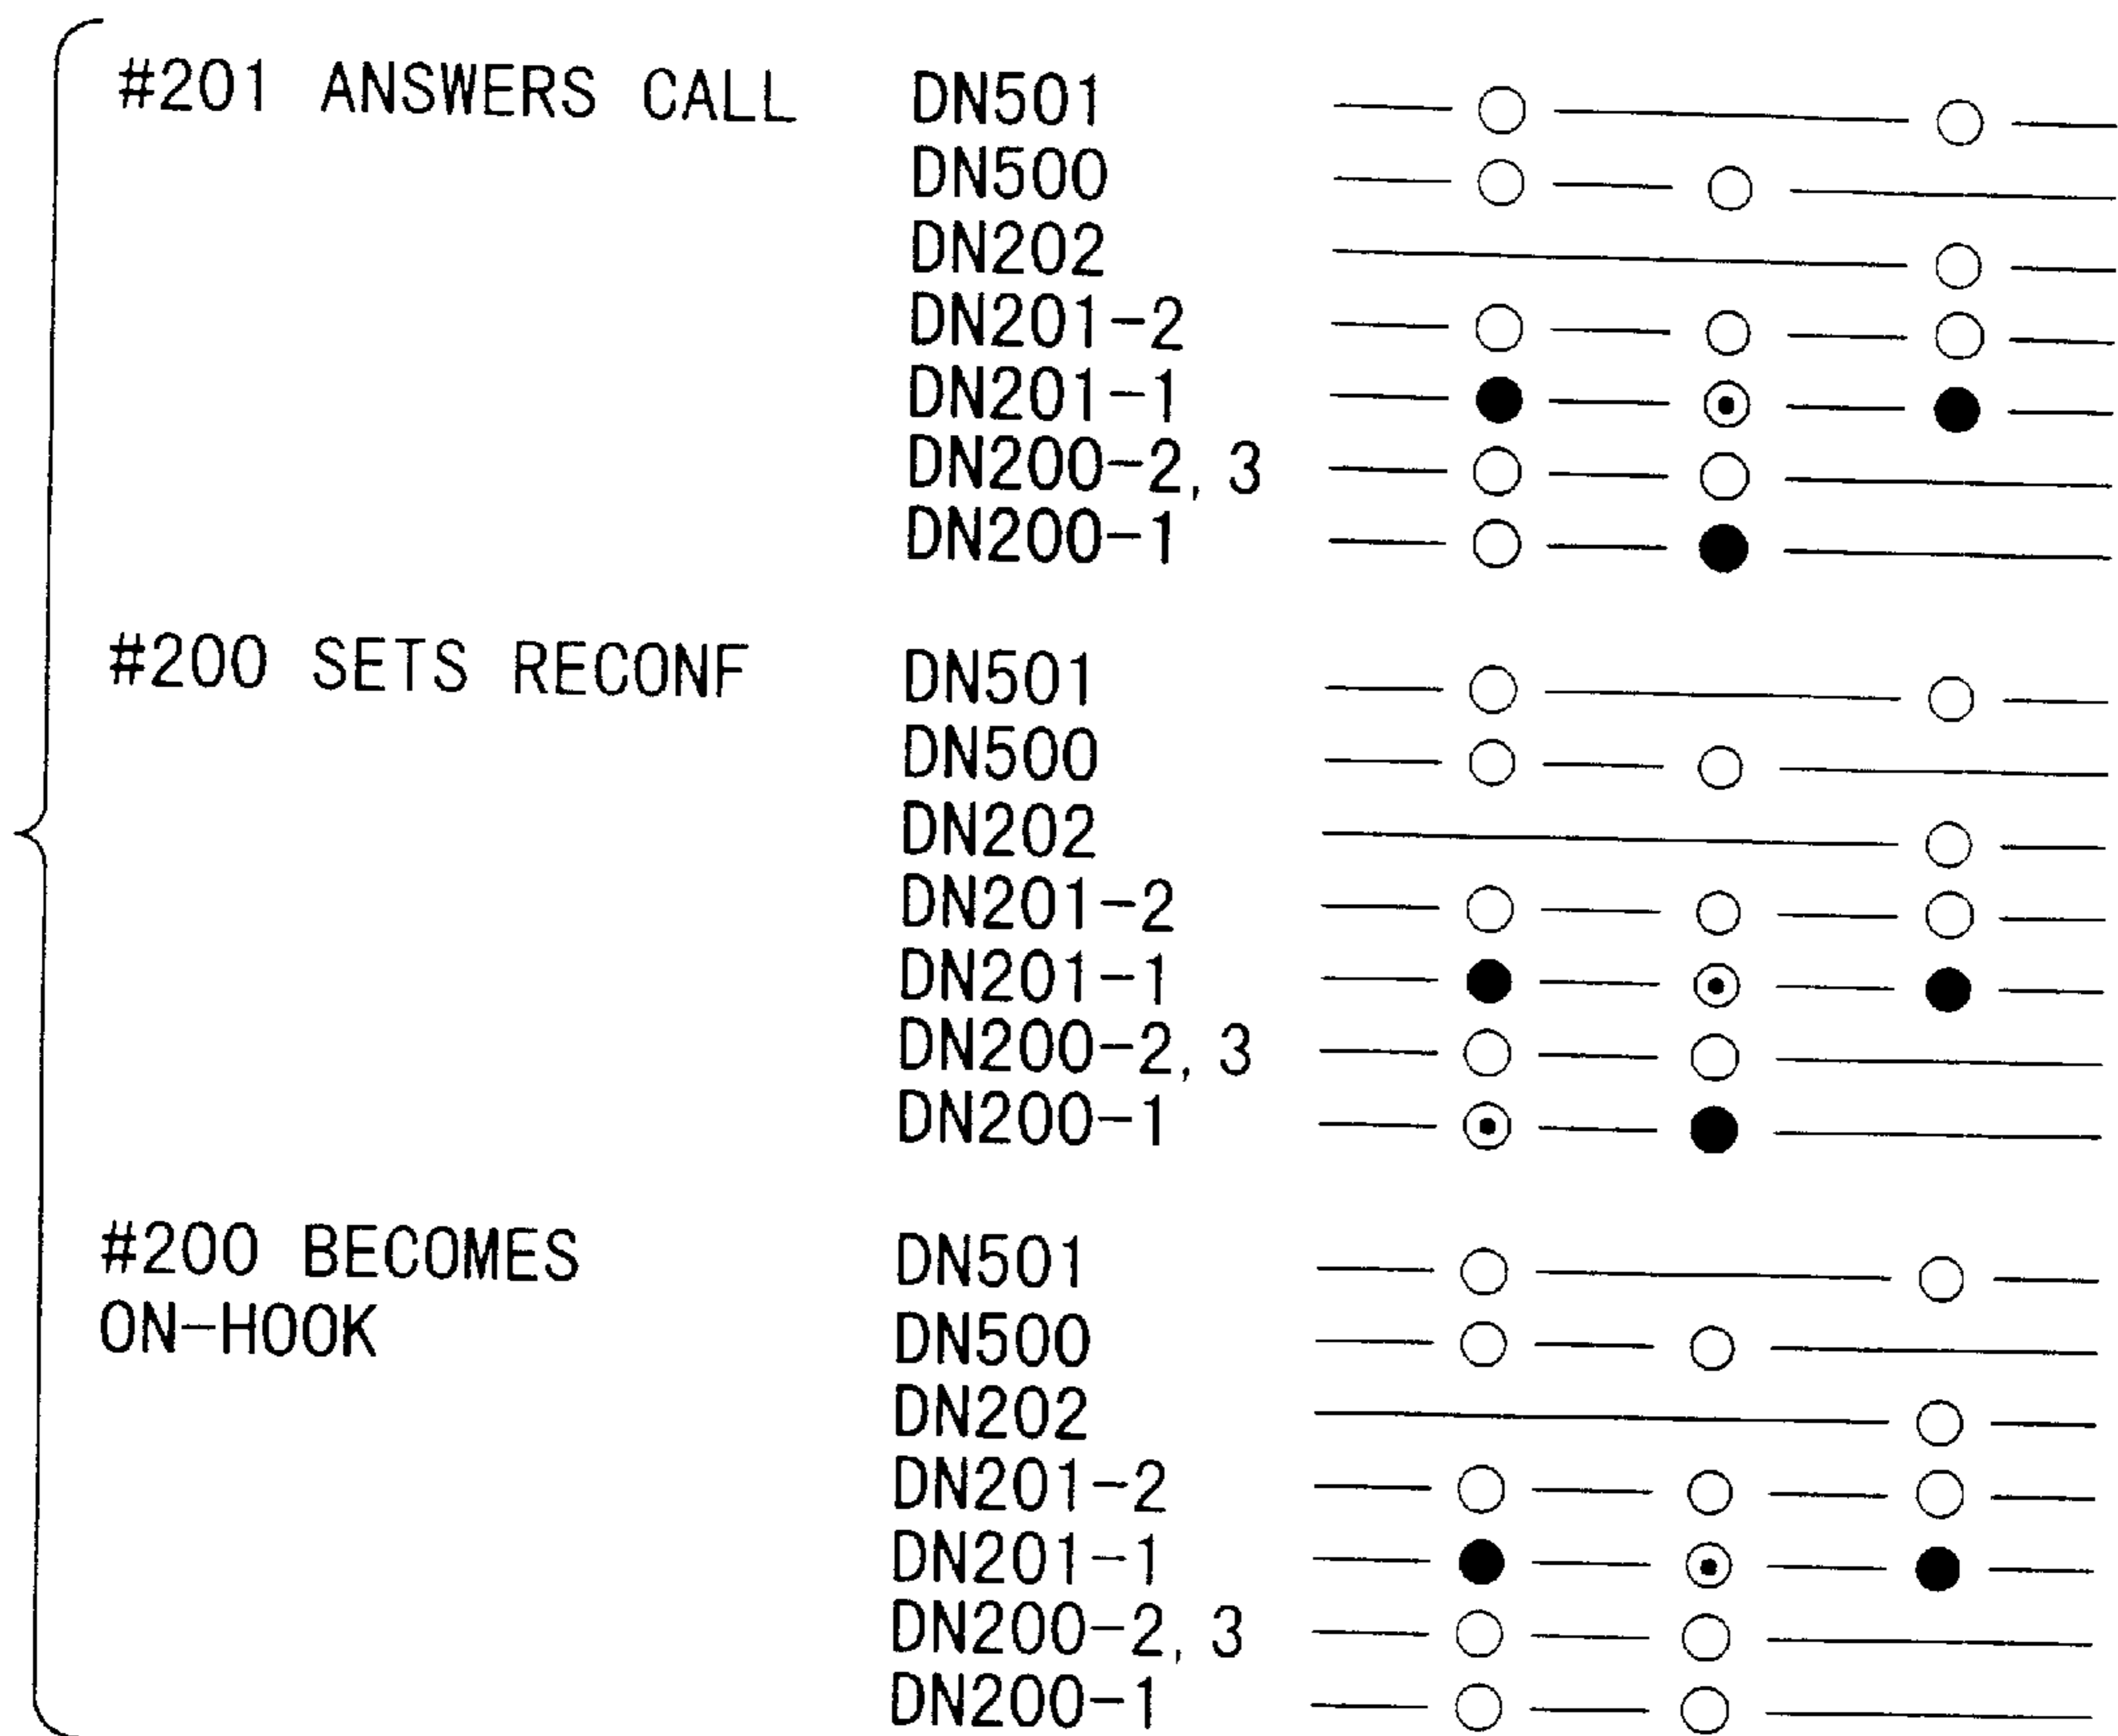 #201 ANSWERS CALL DN501
DN500
DN202
DN201-2
DN201-1
DN200-2, 3
DN200-1
#200 SETS RECONF DN501
DN500
DN202
DN201-2
DN201-1
DN200-2, 3
DN200-1
#200 BECOMES DN501
ON-HOOK DN500
DN202
DN201-2
DN201-1
DN200-2, 3
DN200-1